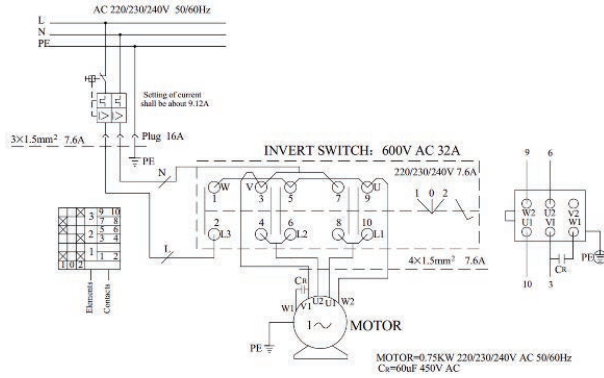 AC 220/230/240V 50/60Hz
L
N
PE
Setting of current
shall be about 9.12A
3×1.5mm² 7.6A
Plug 16A
PE
INVERT SWITCH: 600V AC 32A
220/230/240V 7.6A
N
W V U
1 3 5 7 9
1 0 2
2 L3 4 6 L2 8 10 L1
L
4×1.5mm² 7.6A
3 9 10
7 8
2 5 6
3 4
1 1 2
1 0 2
Elements
Contacts
9 6
W2 U2 V2
U1 V1 W1
CR
PE
10 3
CR
W1 V1 U2 U1 W2
1~
MOTOR
PE
MOTOR=0.75KW 220/230/240V AC 50/60Hz
CR=60uF 450V AC